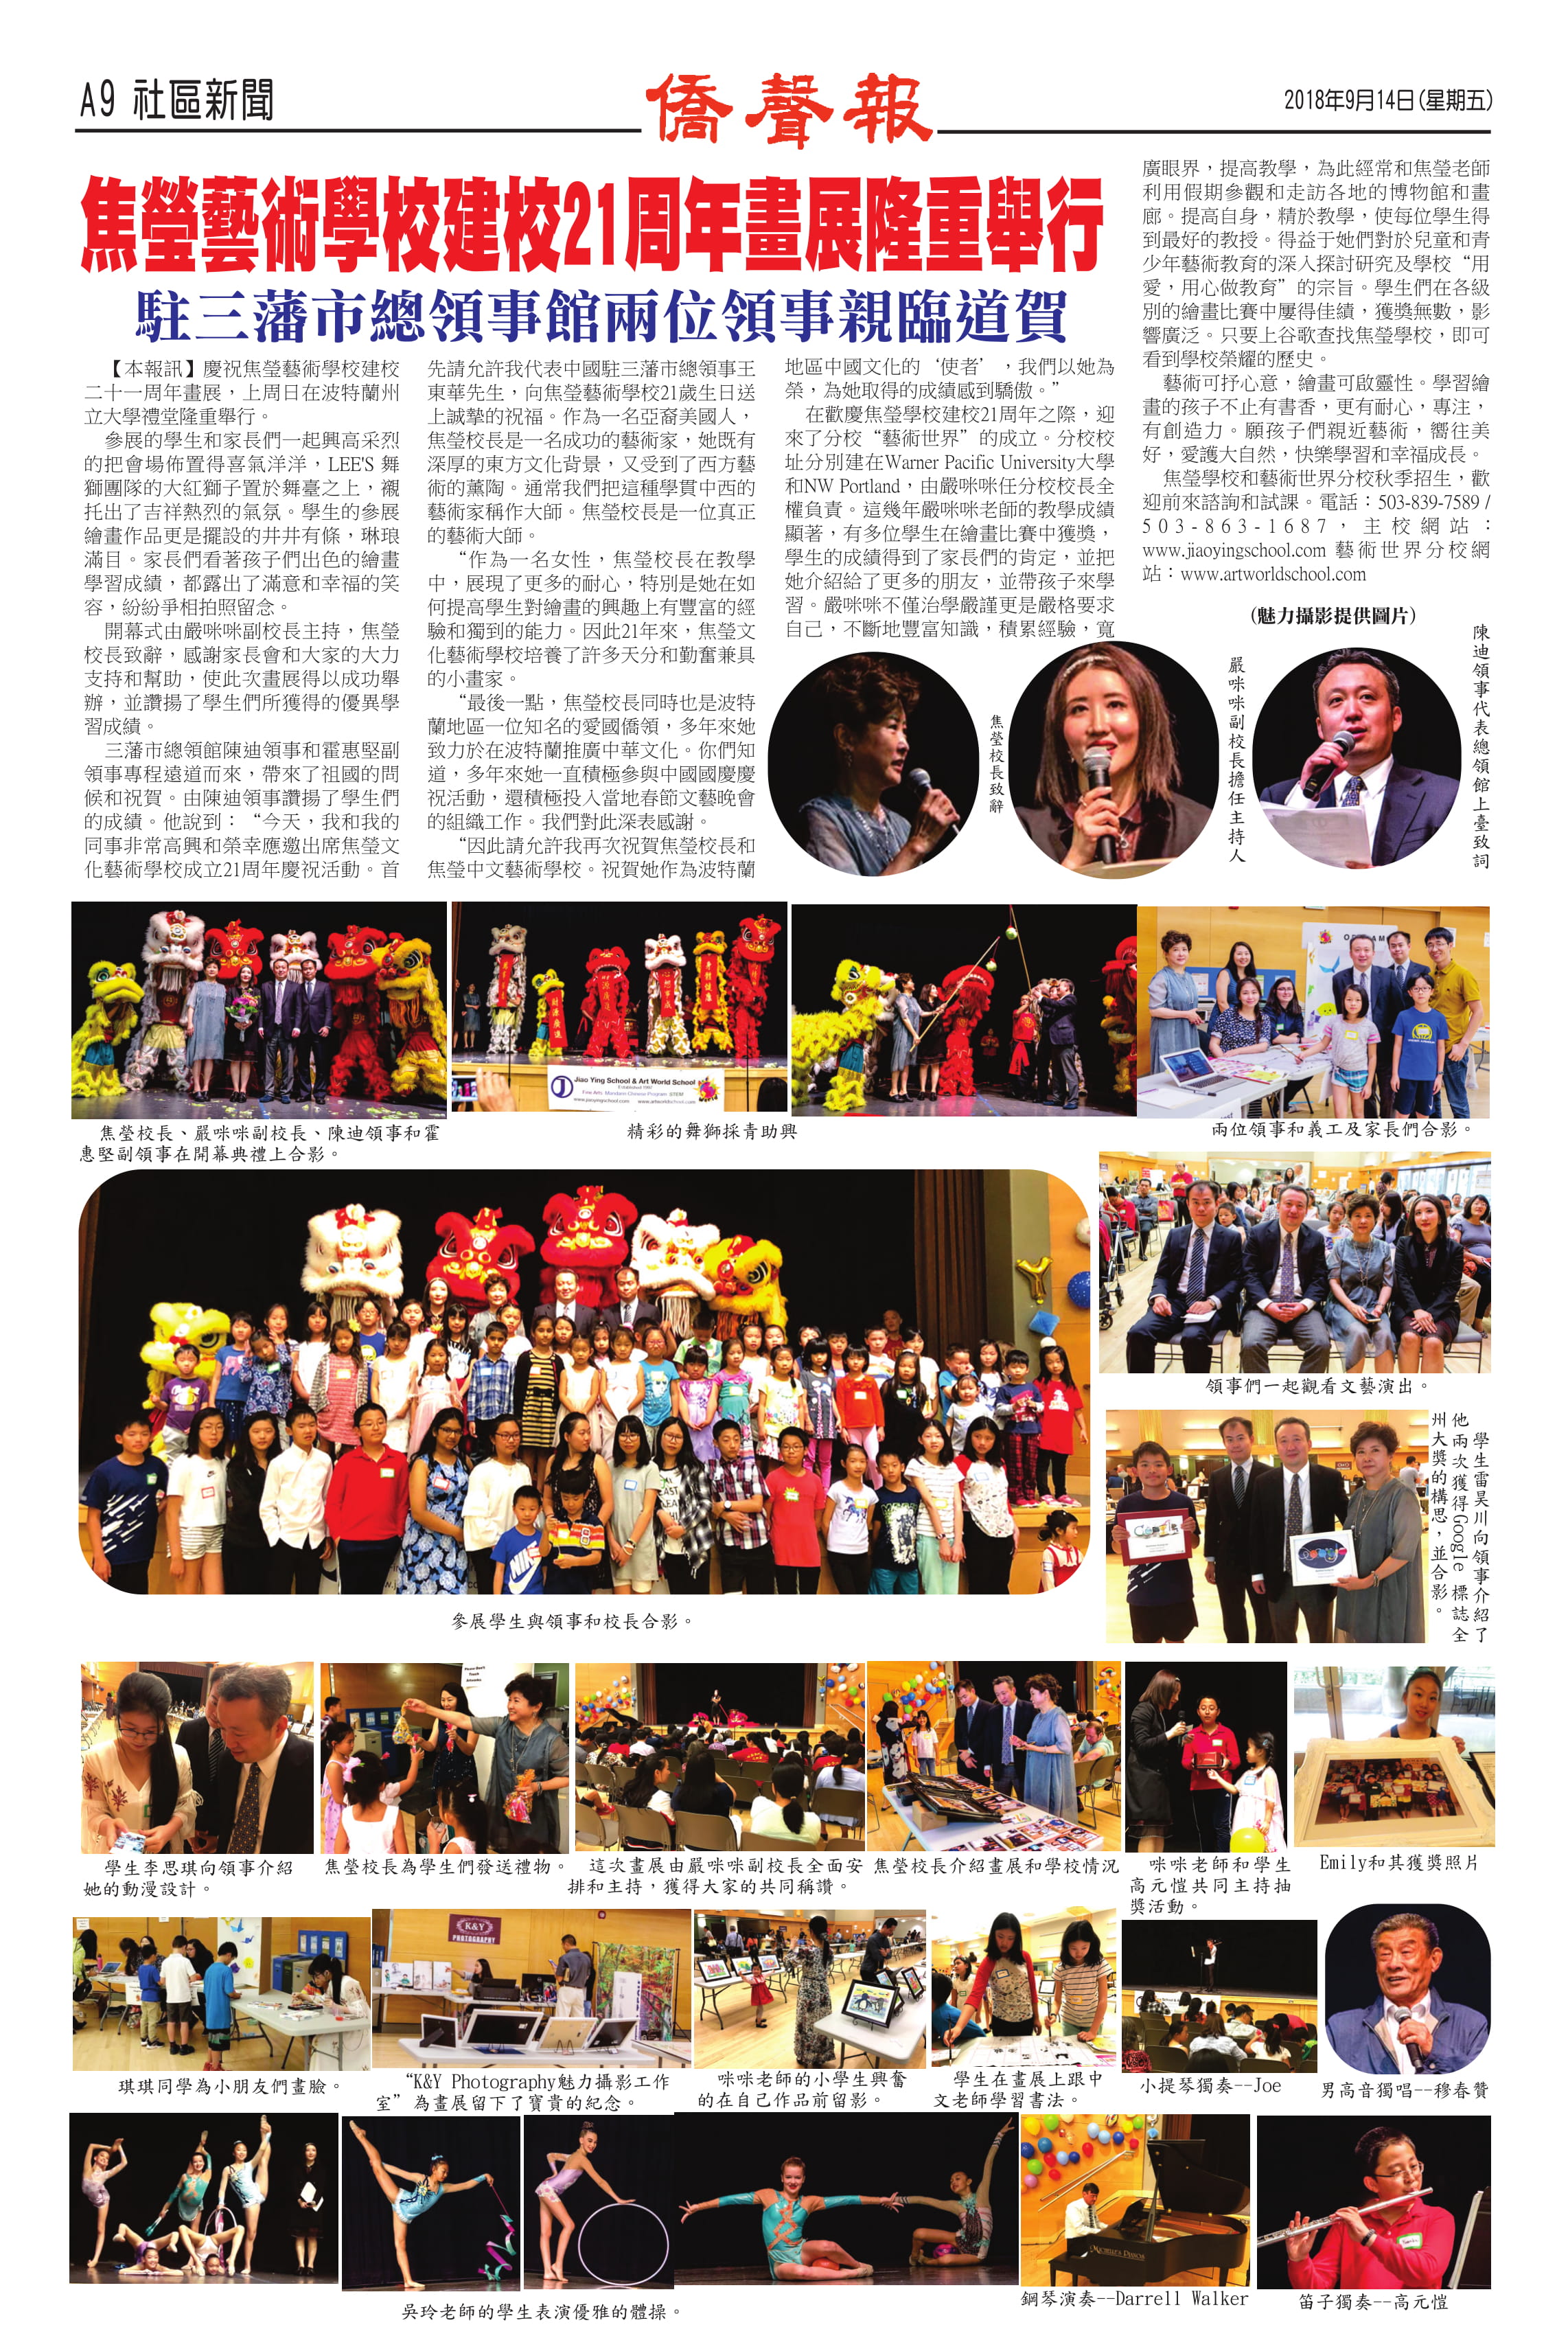 A9 社區新聞
僑聲報
2018年9月14日(星期五)
焦瑩藝術學校建校21周年畫展隆重舉行
駐三藩市總領事館兩位領事親臨道賀
【本報訊】慶祝焦瑩藝術學校建校
二十一周年畫展，上周日在波特蘭州
立大學禮堂隆重舉行。
參展的學生和家長們一起興高采烈
的把會場佈置得喜氣洋洋，LEE'S 舞
獅團隊的大紅獅子置於舞臺之上，襯
托出了吉祥熱烈的氣氛。學生的參展
繪畫作品更是擺設的井井有條，琳琅
滿目。家長們看著孩子們出色的繪畫
學習成績，都露出了滿意和幸福的笑
容，紛紛爭相拍照留念。
開幕式由嚴咪咪副校長主持，焦瑩
校長致辭，感謝家長會和大家的大力
支持和幫助，使此次畫展得以成功舉
辦，並讚揚了學生們所獲得的優異學
習成績。
三藩市總領館陳迪領事和霍惠堅副
領事專程遠道而來，帶來了祖國的問
候和祝賀。由陳迪領事讚揚了學生們
的成績。他說到：“今天，我和我的
同事非常高興和榮幸應邀出席焦瑩文
化藝術學校成立21周年慶祝活動。首
先請允許我代表中國駐三藩市總領事王
東華先生，向焦瑩藝術學校21歲生日送
上誠摯的祝福。作為一名亞裔美國人，
焦瑩校長是一名成功的藝術家，她既有
深厚的東方文化背景，又受到了西方藝
術的薰陶。通常我們把這種學貫中西的
藝術家稱作大師。焦瑩校長是一位真正
的藝術大師。
“作為一名女性，焦瑩校長在教學
中，展現了更多的耐心，特別是她在如
何提高學生對繪畫的興趣上有豐富的經
驗和獨到的能力。因此21年來，焦瑩文
化藝術學校培養了許多天分和勤奮兼具
的小畫家。
“最後一點，焦瑩校長同時也是波特
蘭地區一位知名的愛國僑領，多年來她
致力於在波特蘭推廣中華文化。你們知
道，多年來她一直積極參與中國國慶慶
祝活動，還積極投入當地春節文藝晚會
的組織工作。我們對此深表感謝。
“因此請允許我再次祝賀焦瑩校長和
焦瑩中文藝術學校。祝賀她作為波特蘭
地區中國文化的‘使者’，我們以她為
榮，為她取得的成績感到驕傲。”
在歡慶焦瑩學校建校21周年之際，迎
來了分校“藝術世界”的成立。分校校
址分別建在Warner Pacific University大學
和NW Portland，由嚴咪咪任分校校長全
權負責。這幾年嚴咪咪老師的教學成績
顯著，有多位學生在繪畫比賽中獲獎，
學生的成績得到了家長們的肯定，並把
她介紹給了更多的朋友，並帶孩子來學
習。嚴咪咪不僅治學嚴謹更是嚴格要求
自己，不斷地豐富知識，積累經驗，寬
廣眼界，提高教學，為此經常和焦瑩老師
利用假期參觀和走訪各地的博物館和畫
廊。提高自身，精於教學，使每位學生得
到最好的教授。得益于她們對於兒童和青
少年藝術教育的深入探討研究及學校“用
愛，用心做教育”的宗旨。學生們在各級
別的繪畫比賽中屢得佳績，獲獎無數，影
響廣泛。只要上谷歌查找焦瑩學校，即可
看到學校榮耀的歷史。
藝術可抒心意，繪畫可啟靈性。學習繪
畫的孩子不止有書香，更有耐心，專注，
有創造力。願孩子們親近藝術，嚮往美
好，愛護大自然，快樂學習和幸福成長。
焦瑩學校和藝術世界分校秋季招生，歡
迎前來諮詢和試課。電話：503-839-7589 /
503-863-1687，主校網站：
www.jiaoyingschool.com 藝術世界分校網
站：www.artworldschool.com
(魅力攝影提供圖片)
焦瑩校長致辭
嚴咪咪副校長擔任主持人
陳迪領事代表總領館上臺致詞
Jiao Ying School & Art World School
Established 1997
Fine Arts, Mandarin Chinese Program, STEM
www.jiaoyingschool.com www.artworldschool.com
焦瑩校長、嚴咪咪副校長、陳迪領事和霍
惠堅副領事在開幕典禮上合影。
精彩的舞獅採青助興
兩位領事和義工及家長們合影。
領事們一起觀看文藝演出。
參展學生與領事和校長合影。
學生雷昊川向領事介紹了
他兩次獲得Google 標誌全
州大獎的構思，並合影。
學生李思琪向領事介紹
她的動漫設計。
焦瑩校長為學生們發送禮物。
這次畫展由嚴咪咪副校長全面安
排和主持，獲得大家的共同稱讚。
焦瑩校長介紹畫展和學校情況
咪咪老師和學生
高元愷共同主持抽
獎活動。
Emily和其獲獎照片
K&Y
PHOTOGRAPHY
琪琪同學為小朋友們畫臉。
“K&Y Photography魅力攝影工作
室”為畫展留下了寶貴的紀念。
咪咪老師的小學生興奮
的在自己作品前留影。
學生在畫展上跟中
文老師學習書法。
小提琴獨奏--Joe
男高音獨唱--穆春贊
MICHELLE'S PIANOS
吳玲老師的學生表演優雅的體操。
鋼琴演奏--Darrell Walker
笛子獨奏--高元愷